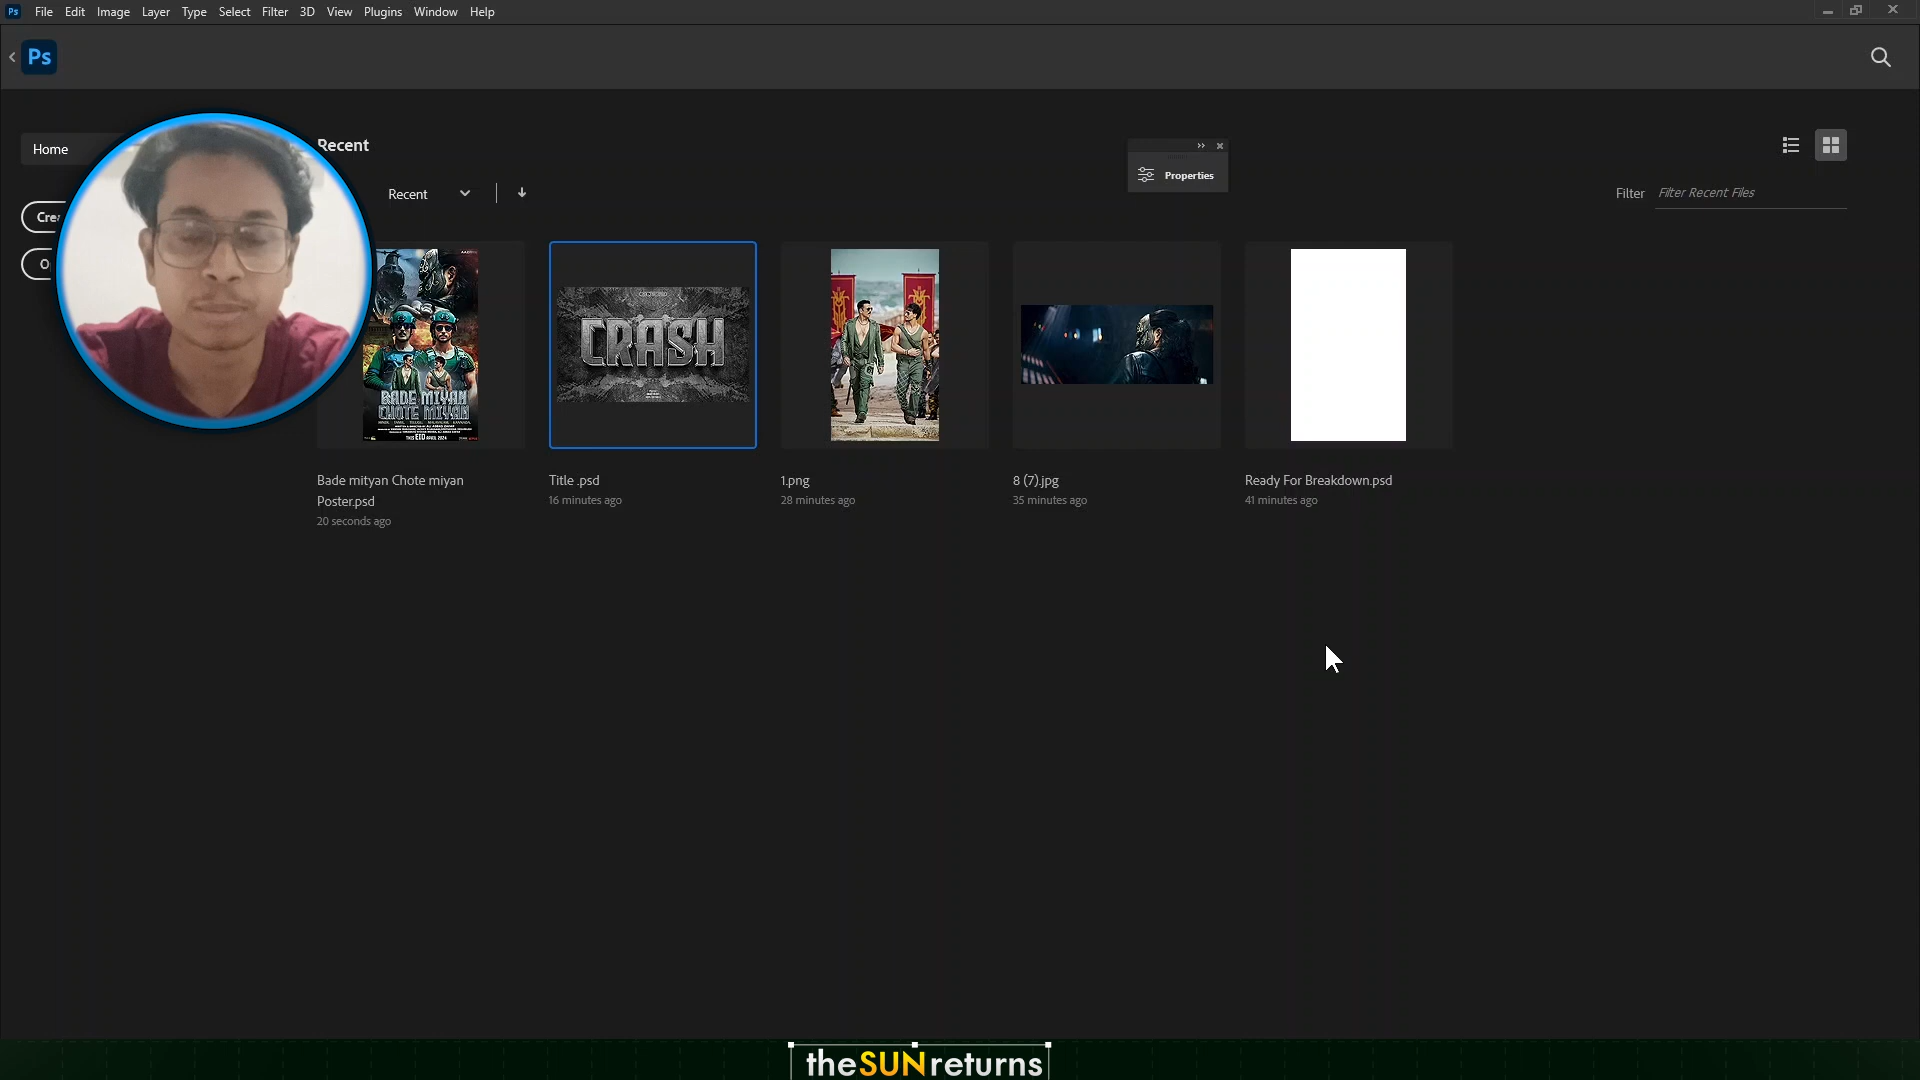 Ps File Edit Image Layer Type Select Filter 3D View Plugins Window Help
Ps
Home
Recent
Properties
Recent
Filter Filter Recent Files
CRASH
BADE MIYAN
CHOTE MIYAN
Bade mityan Chote miyan
Poster.psd
20 seconds ago
Title .psd
16 minutes ago
1.png
28 minutes ago
8 (7).jpg
35 minutes ago
Ready For Breakdown.psd
41 minutes ago
theSUNreturns